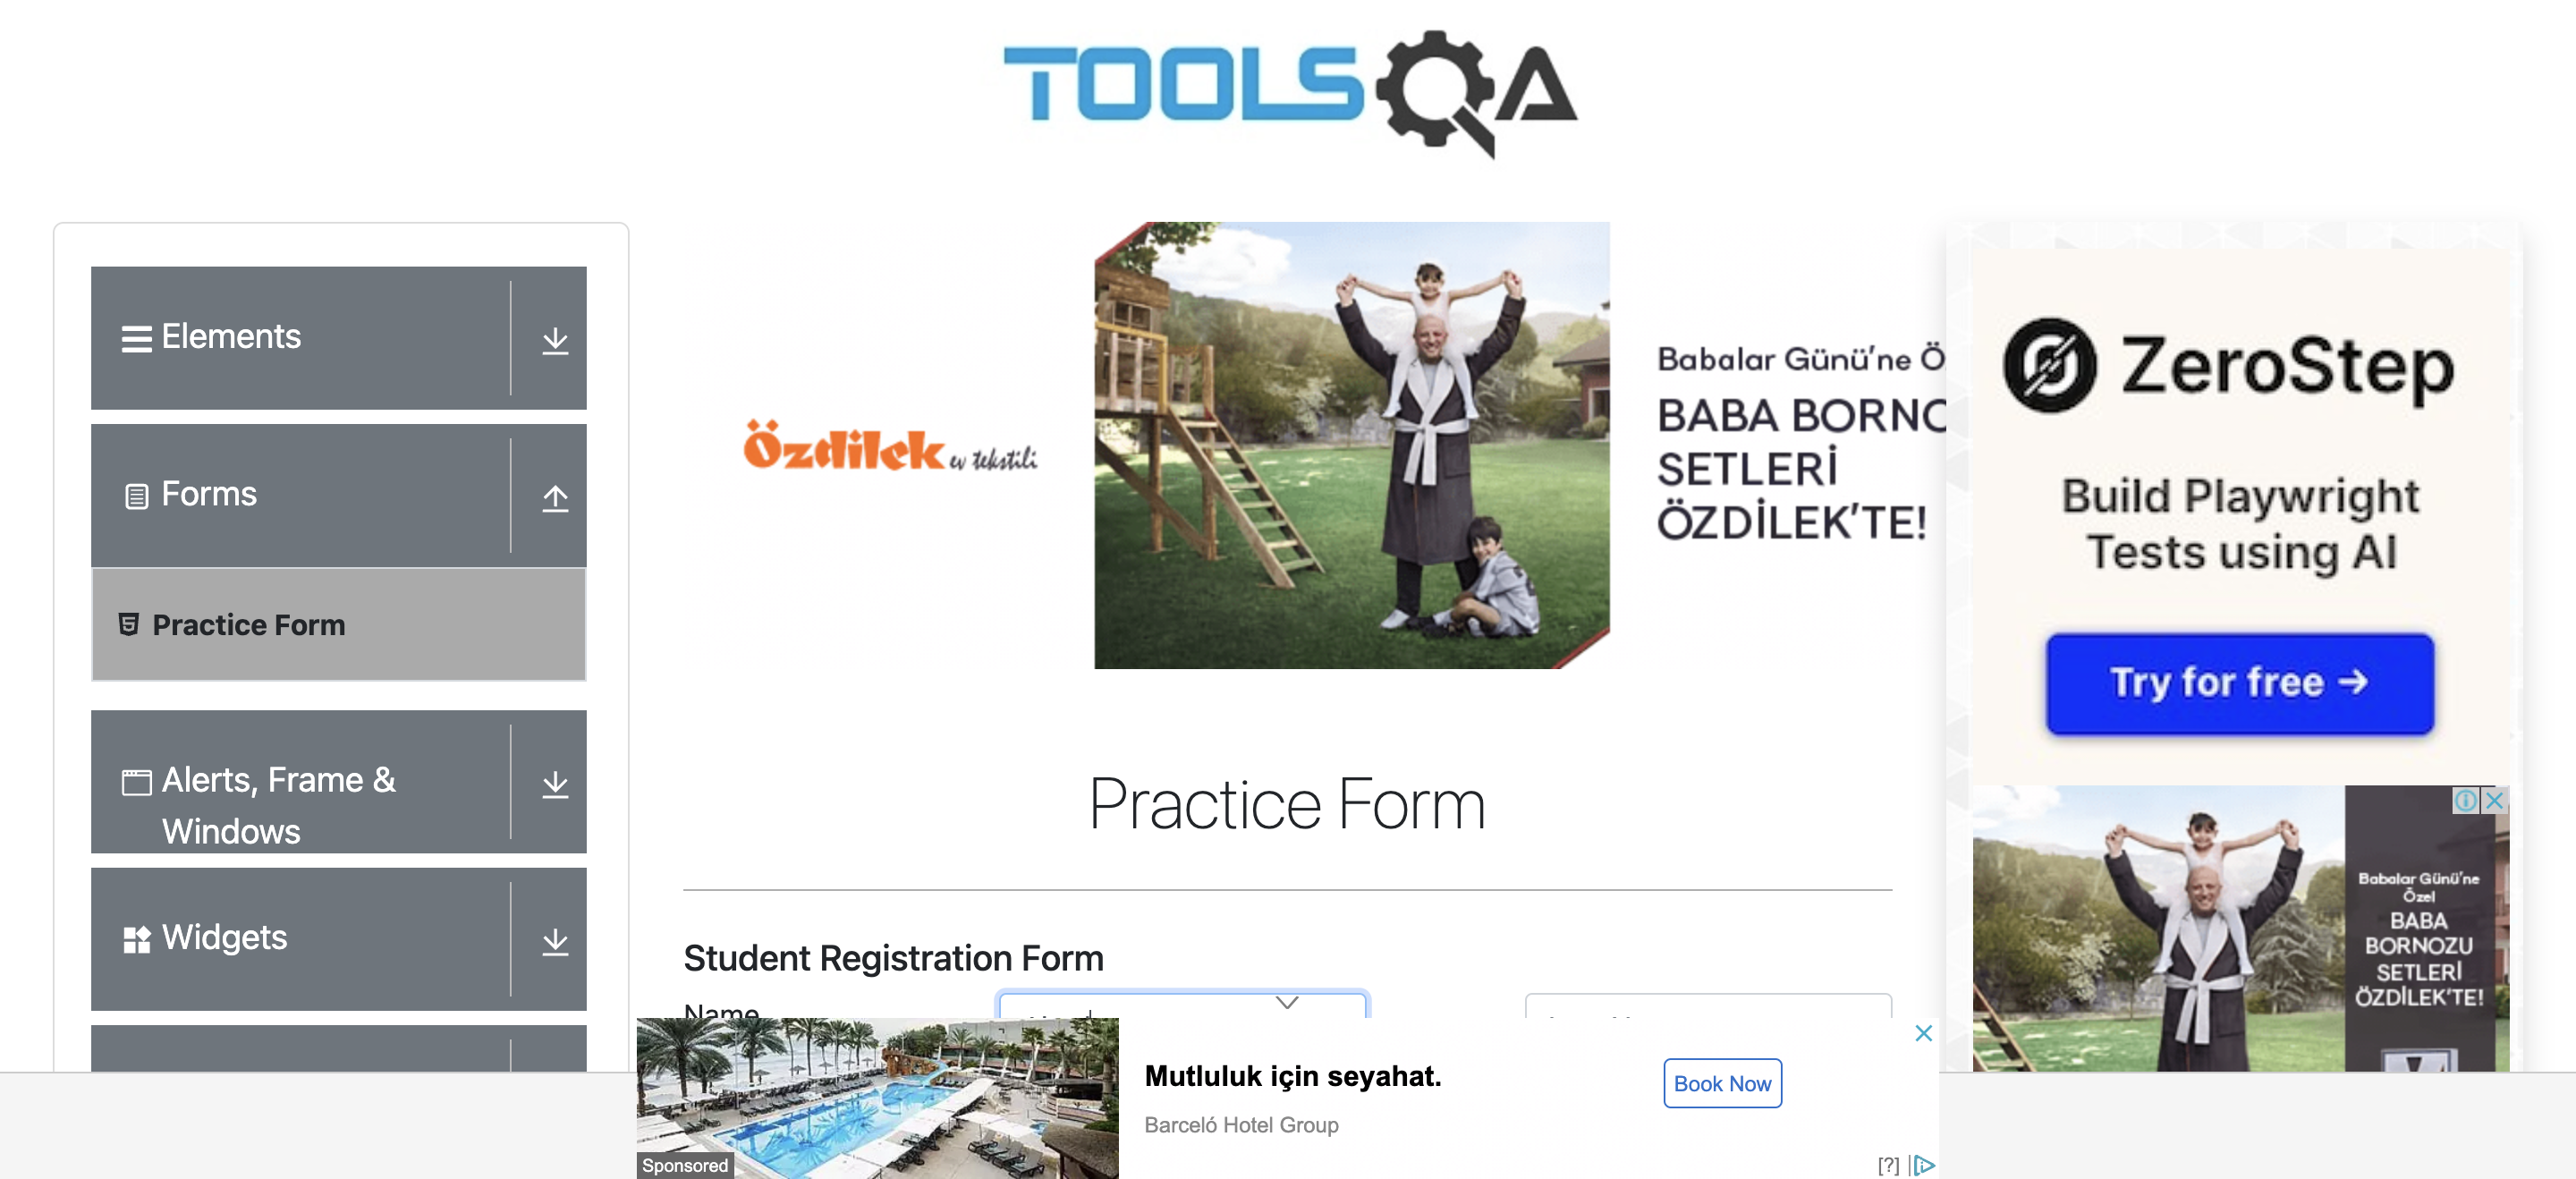 TOOLSQA
Elements
Forms
Practice Form
Alerts, Frame &
Windows
Widgets
Özdilek ev tekstili
Babalar Günü'ne Ö
BABA BORNO
SETLERİ
ÖZDİLEK'TE!
Practice Form
Student Registration Form
Name
ZeroStep
Build Playwright
Tests using AI
Try for free →
Babalar Günü'ne
Özel
BABA
BORNOZU
SETLERİ
ÖZDİLEK'TE!
Mutluluk için seyahat.
Barceló Hotel Group
Book Now
Sponsored
[?]